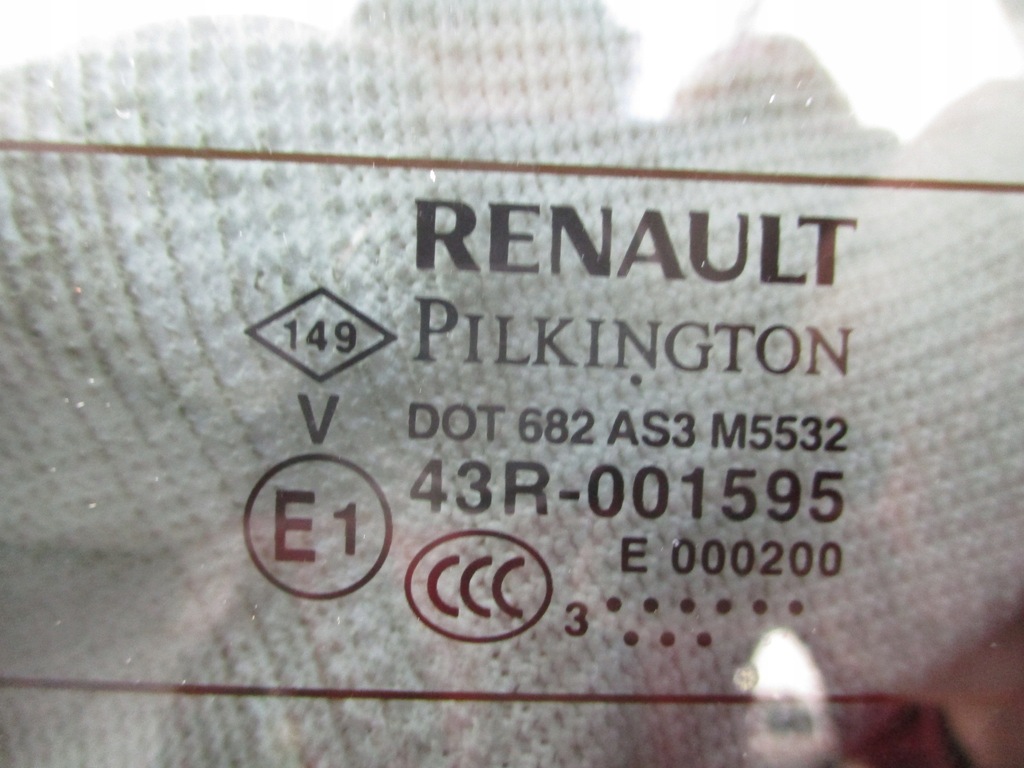 RENAULT
149
PILKINGTON
V
DOT 682 AS3 M5532
E1
43R-001595
E 000200
CCC
3